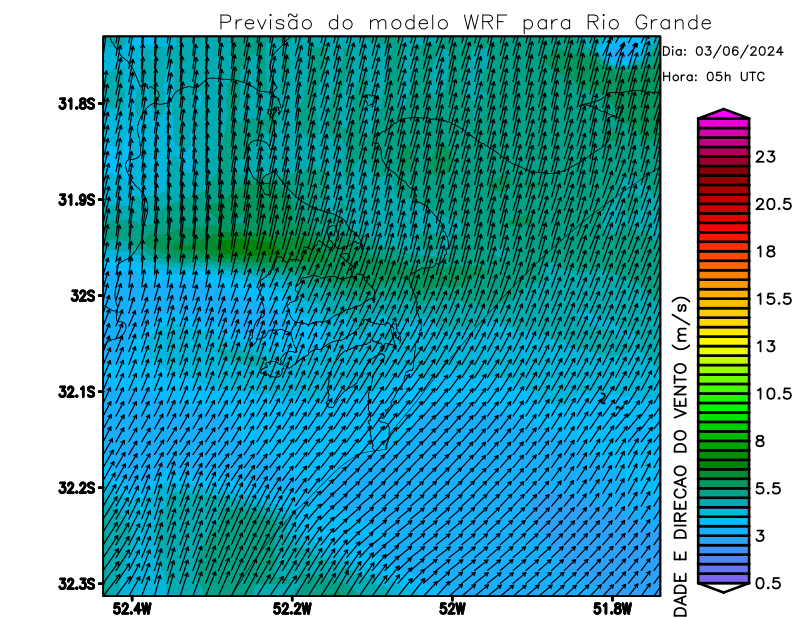 Previsão do modelo WRF para Rio Grande
Dia: 03/06/2024
Hora: 05h UTC
31.8S
31.9S
32S
32.1S
32.2S
32.3S
52.4W
52.2W
52W
51.8W
23
20.5
18
15.5
13
10.5
8
5.5
3
0.5
DADE E DIRECAO DO VENTO (m/s)